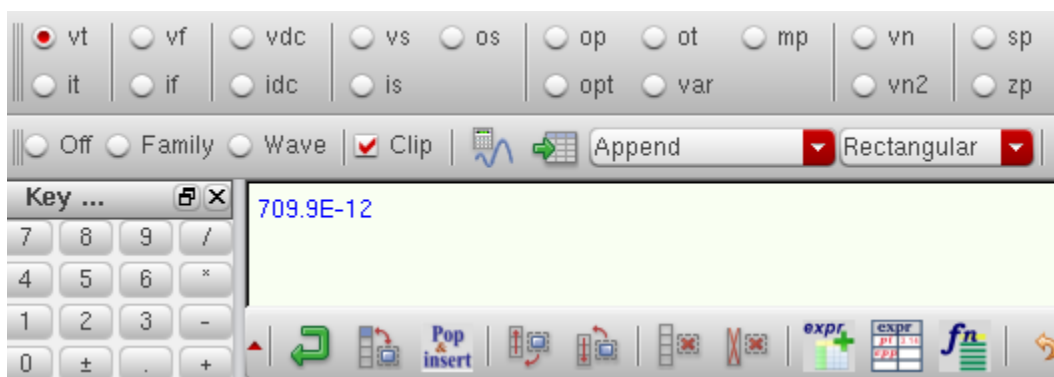 vt vf vdc vs os op ot mp vn sp
it if idc is opt var vn2 zp
Off Family Wave Clip Append Rectangular
Key ...
709.9E-12
7 8 9 /
4 5 6 *
1 2 3 -
0 ± . +
Pop
&
insert
expr
expr
fn